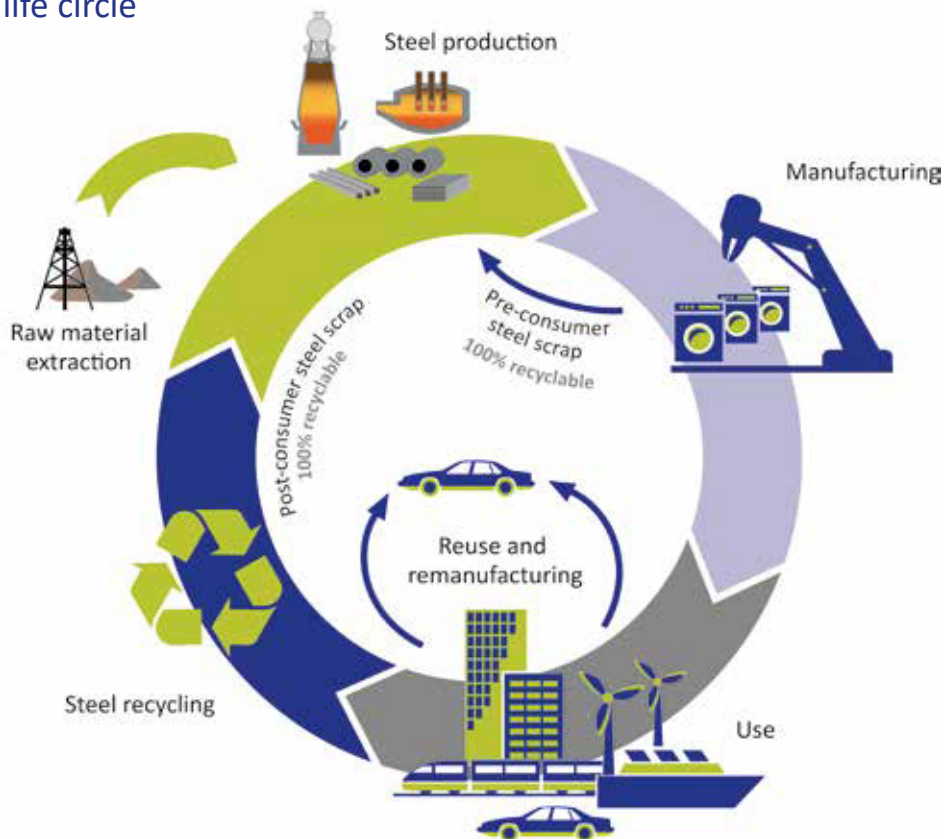 life circle
Steel production
Manufacturing
Raw material
extraction
Pre-consumer
steel scrap
100% recyclable
Post-consumer steel scrap
100% recyclable
Reuse and
remanufacturing
Steel recycling
Use